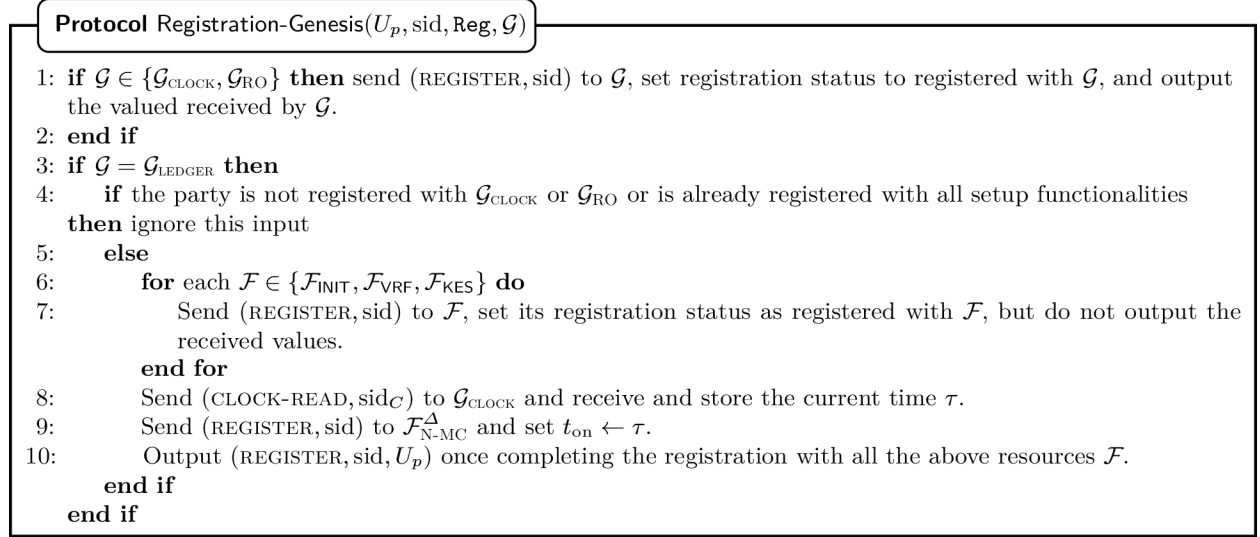 Protocol Registration-Genesis(U_p, sid, Reg, 𝒢)
1: if 𝒢 ∈ {𝒢_CLOCK, 𝒢_RO} then send (REGISTER, sid) to 𝒢, set registration status to registered with 𝒢, and output
the valued received by 𝒢.
2: end if
3: if 𝒢 = 𝒢_LEDGER then
4: if the party is not registered with 𝒢_CLOCK or 𝒢_RO or is already registered with all setup functionalities
then ignore this input
5: else
6: for each ℱ ∈ {ℱ_INIT, ℱ_VRF, ℱ_KES} do
7: Send (REGISTER, sid) to ℱ, set its registration status as registered with ℱ, but do not output the
received values.
end for
8: Send (CLOCK-READ, sid_C) to 𝒢_CLOCK and receive and store the current time τ.
9: Send (REGISTER, sid) to ℱ^Δ_N-MC and set t_on ← τ.
10: Output (REGISTER, sid, U_p) once completing the registration with all the above resources ℱ.
end if
end if